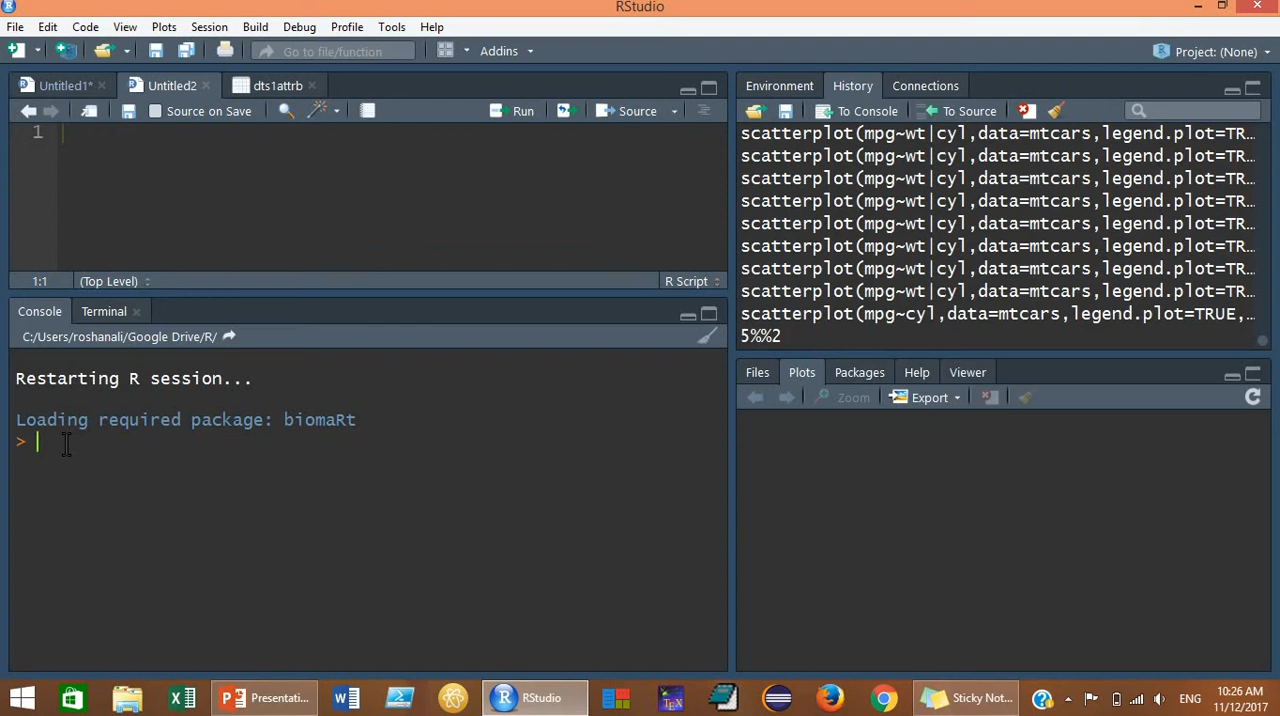 RStudio
File Edit Code View Plots Session Build Debug Profile Tools Help
Go to file/function Addins Project: (None)
Untitled1* Untitled2 dts1attrb
Source on Save Run Source
1
1:1 (Top Level) R Script
Console Terminal
C:/Users/roshanali/Google Drive/R/
Restarting R session...
Loading required package: biomaRt
>
Environment History Connections
To Console To Source
scatterplot(mpg~wt|cyl,data=mtcars,legend.plot=TR…
scatterplot(mpg~wt|cyl,data=mtcars,legend.plot=TR…
scatterplot(mpg~wt|cyl,data=mtcars,legend.plot=TR…
scatterplot(mpg~wt|cyl,data=mtcars,legend.plot=TR…
scatterplot(mpg~wt|cyl,data=mtcars,legend.plot=TR…
scatterplot(mpg~wt|cyl,data=mtcars,legend.plot=TR…
scatterplot(mpg~wt|cyl,data=mtcars,legend.plot=TR…
scatterplot(mpg~wt|cyl,data=mtcars,legend.plot=TR…
scatterplot(mpg~cyl,data=mtcars,legend.plot=TRUE,…
5%%2
Files Plots Packages Help Viewer
Zoom Export
Presentati... RStudio Sticky Not... ENG 10:26 AM
11/12/2017